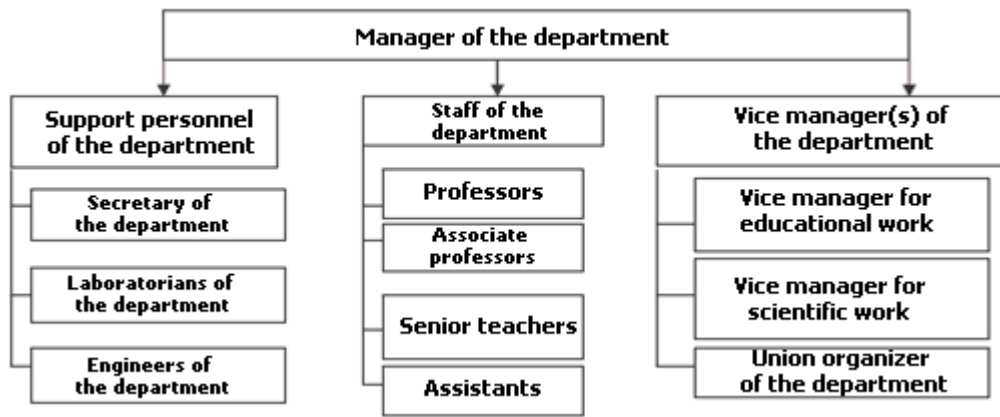 Manager of the department
Support personnel
of the department
Secretary of
the department
Laboratorians of
the department
Engineers of
the department
Staff of the
department
Professors
Associate
professors
Senior teachers
Assistants
Vice manager(s) of
the department
Vice manager for
educational work
Vice manager for
scientific work
Union organizer
of the department